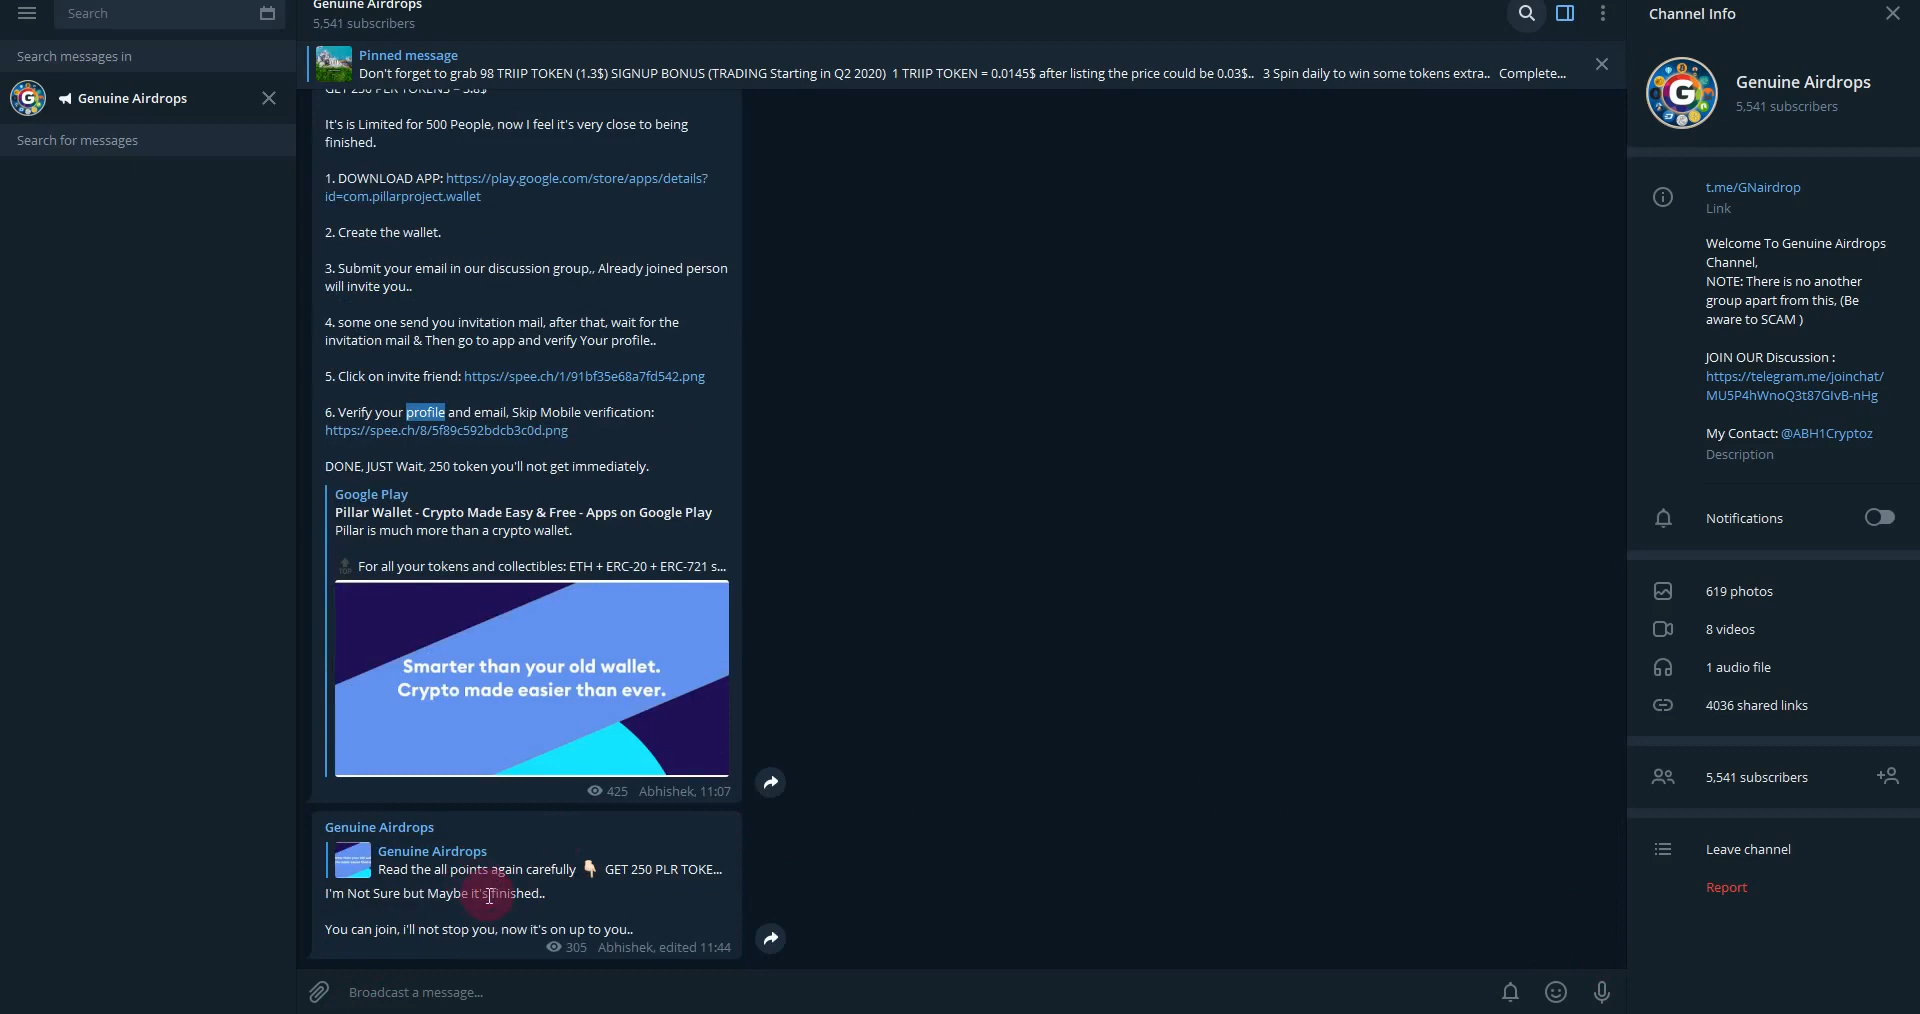 Search
Search messages in
Genuine Airdrops
Search for messages
Genuine Airdrops
5,541 subscribers
Pinned message
Don't forget to grab 98 TRIIP TOKEN (1.3$) SIGNUP BONUS (TRADING Starting in Q2 2020)  1 TRIIP TOKEN = 0.0145$ after listing the price could be 0.03$..  3 Spin daily to win some tokens extra..  Complete...
GET 250 PLR TOKENS = 3.8$
It's is Limited for 500 People, now I feel it's very close to being
finished.
1. DOWNLOAD APP: https://play.google.com/store/apps/details?
id=com.pillarproject.wallet
2. Create the wallet.
3. Submit your email in our discussion group,, Already joined person
will invite you..
4. some one send you invitation mail, after that, wait for the
invitation mail & Then go to app and verify Your profile..
5. Click on invite friend: https://spee.ch/1/91bf35e68a7fd542.png
6. Verify your profile and email, Skip Mobile verification:
https://spee.ch/8/5f89c592bdcb3c0d.png
DONE, JUST Wait, 250 token you'll not get immediately.
Google Play
Pillar Wallet - Crypto Made Easy & Free - Apps on Google Play
Pillar is much more than a crypto wallet.
🔝 For all your tokens and collectibles: ETH + ERC-20 + ERC-721 s...
Smarter than your old wallet.
Crypto made easier than ever.
425 Abhishek, 11:07
Genuine Airdrops
Genuine Airdrops
Read the all points again carefully 👇🏻 GET 250 PLR TOKE...
I'm Not Sure but Maybe it's finished..
You can join, i'll not stop you, now it's on up to you..
305 Abhishek, edited 11:44
Broadcast a message...
Channel Info
Genuine Airdrops
5,541 subscribers
t.me/GNairdrop
Link
Welcome To Genuine Airdrops
Channel,
NOTE: There is no another
group apart from this, (Be
aware to SCAM )
JOIN OUR Discussion :
https://telegram.me/joinchat/
MU5P4hWnoQ3t87GIvB-nHg
My Contact: @ABH1Cryptoz
Description
Notifications
619 photos
8 videos
1 audio file
4036 shared links
5,541 subscribers
Leave channel
Report